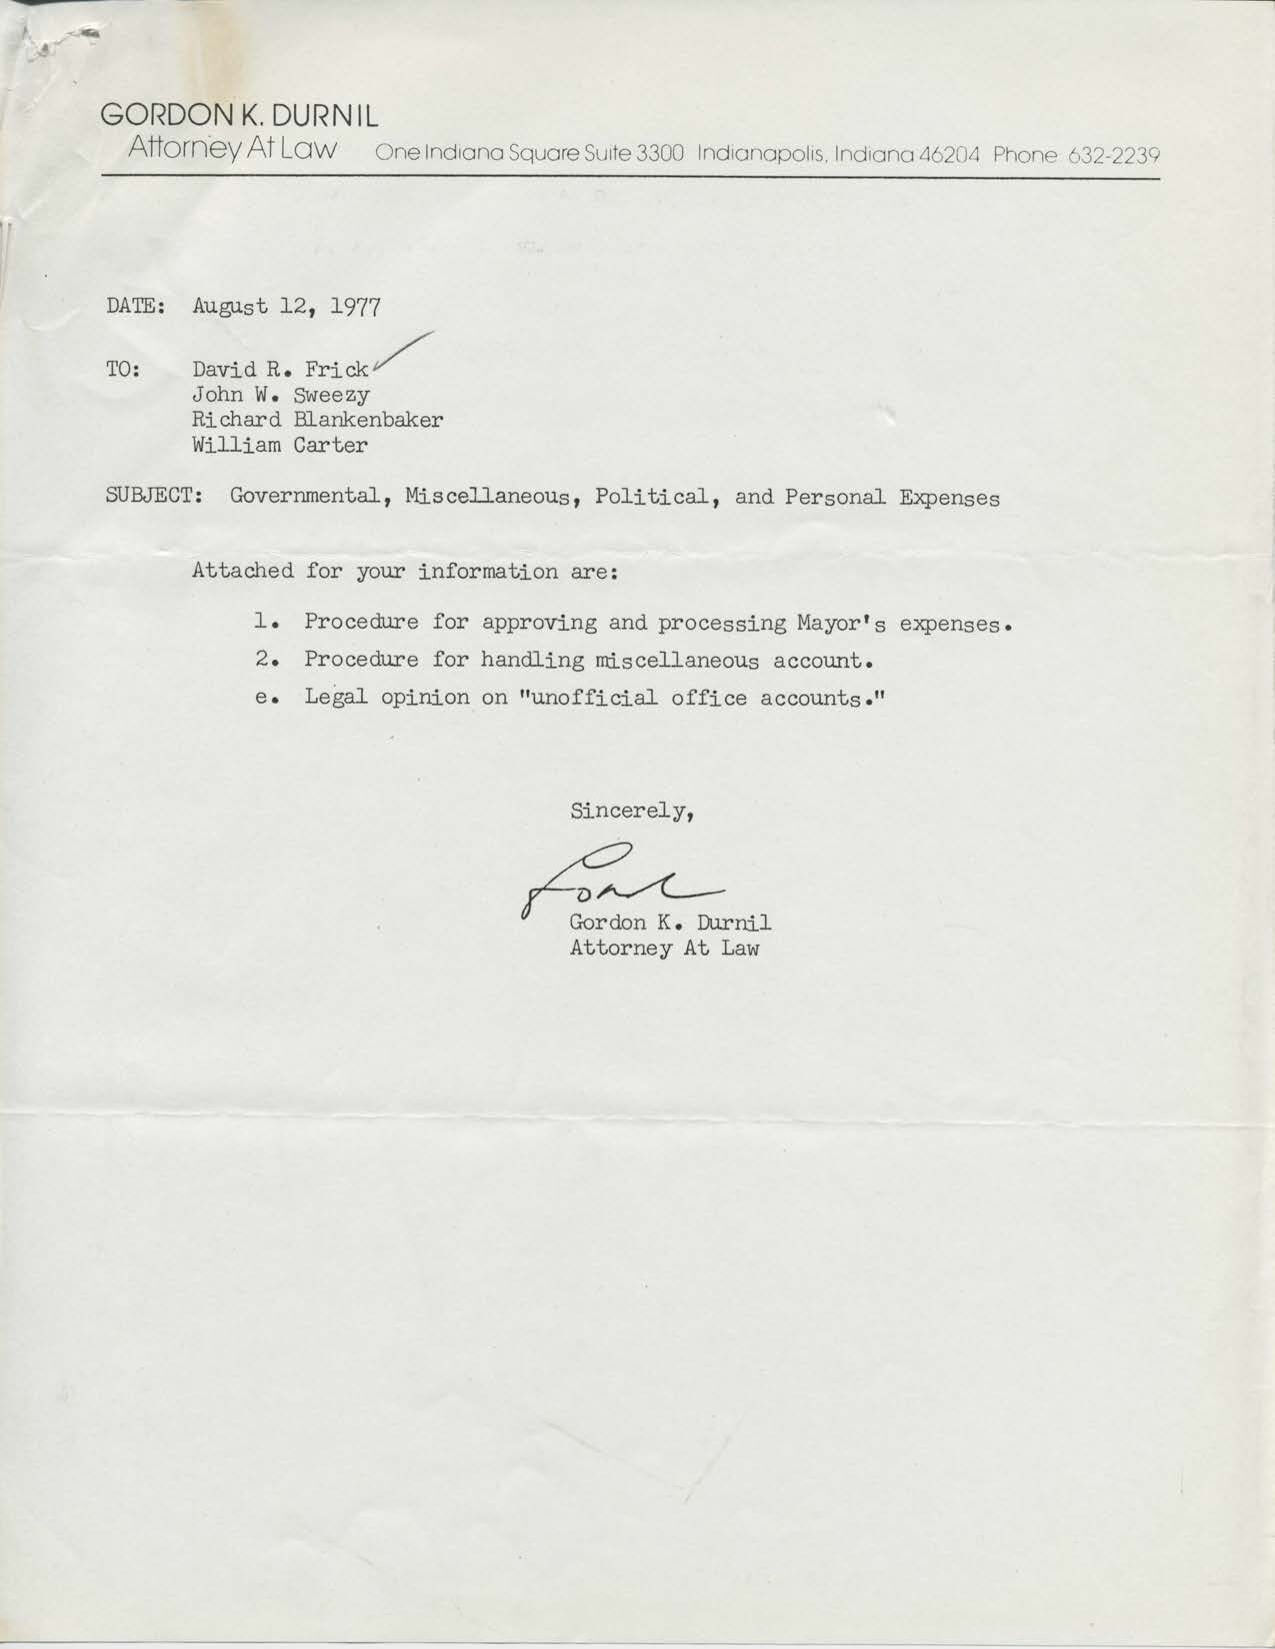 GORDON K. DURNIL
Attorney At Law One Indiana Square Suite 3300 Indianapolis, Indiana 46204 Phone 632-2239
DATE: August 12, 1977
TO: David R. Frick
John W. Sweezy
Richard Blankenbaker
William Carter
SUBJECT: Governmental, Miscellaneous, Political, and Personal Expenses
Attached for your information are:
1. Procedure for approving and processing Mayor's expenses.
2. Procedure for handling miscellaneous account.
e. Legal opinion on "unofficial office accounts."
Sincerely,
Gordon K. Durnil
Attorney At Law